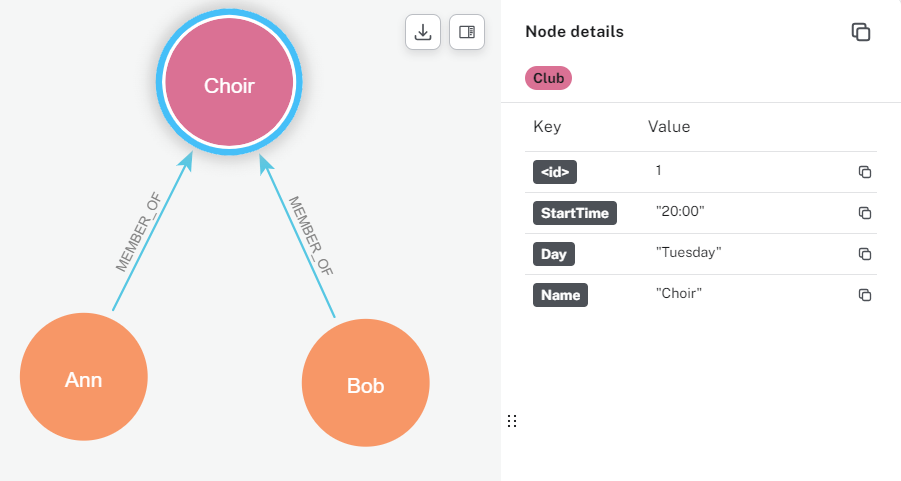 Choir
MEMBER_OF
MEMBER_OF
Ann
Bob
Node details
Club
Key Value
<id> 1
StartTime "20:00"
Day "Tuesday"
Name "Choir"